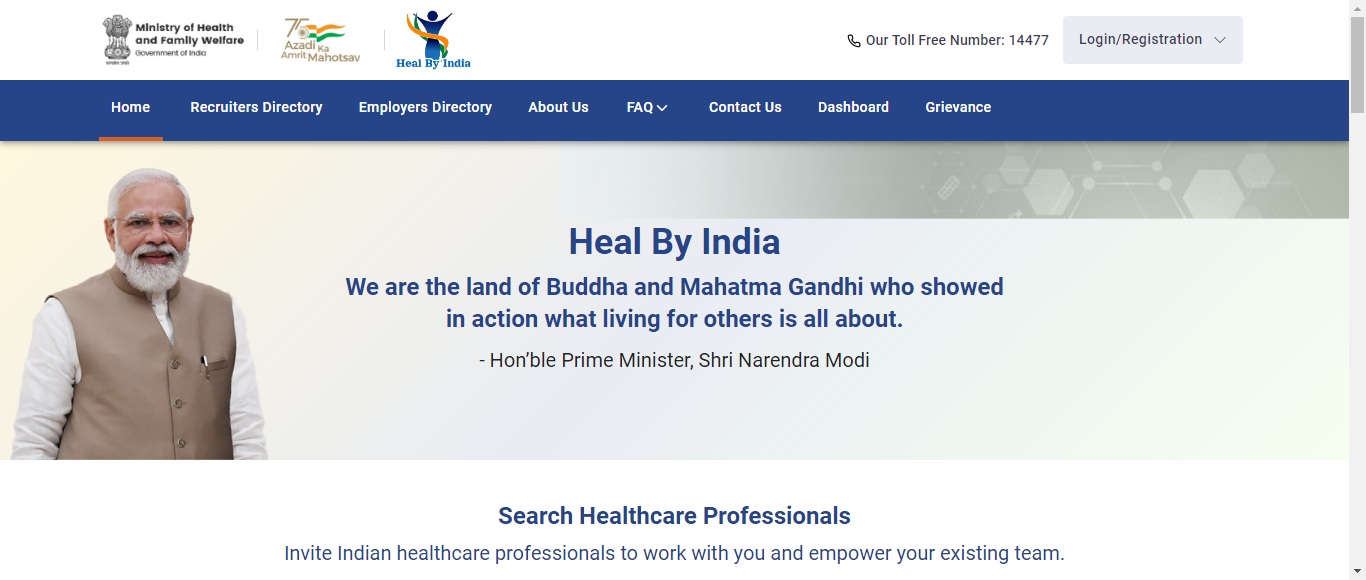 Ministry of Health
and Family Welfare
Government of India
75
Azadi Ka
Amrit Mahotsav
Heal By India
Our Toll Free Number: 14477
Login/Registration
Home
Recruiters Directory
Employers Directory
About Us
FAQ
Contact Us
Dashboard
Grievance
Heal By India
We are the land of Buddha and Mahatma Gandhi who showed
in action what living for others is all about.
- Hon’ble Prime Minister, Shri Narendra Modi
Search Healthcare Professionals
Invite Indian healthcare professionals to work with you and empower your existing team.